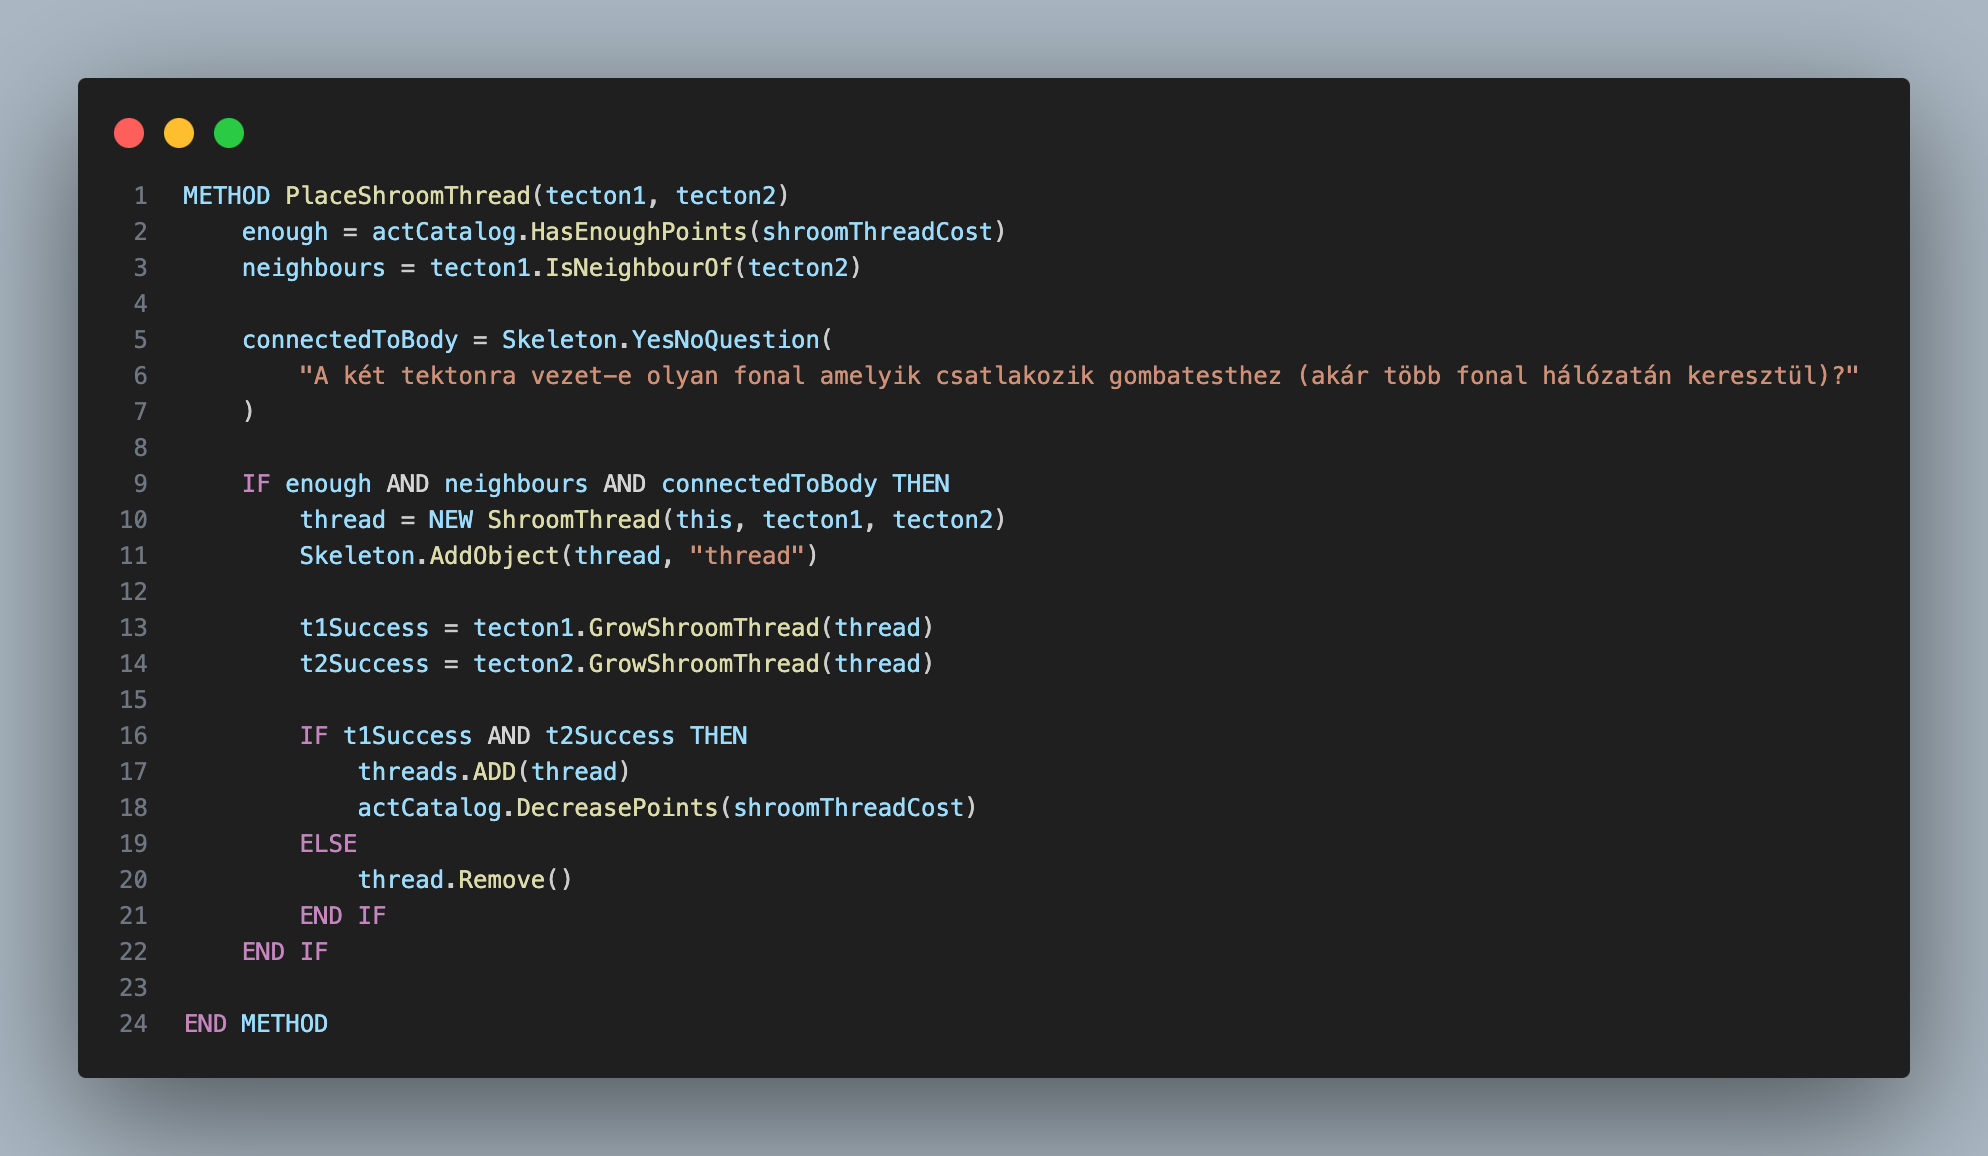 1 METHOD PlaceShroomThread(tecton1, tecton2)
2     enough = actCatalog.HasEnoughPoints(shroomThreadCost)
3     neighbours = tecton1.IsNeighbourOf(tecton2)
4
5     connectedToBody = Skeleton.YesNoQuestion(
6         "A két tektonra vezet-e olyan fonal amelyik csatlakozik gombatesthez (akár több fonal hálózatán keresztül)?"
7     )
8
9     IF enough AND neighbours AND connectedToBody THEN
10         thread = NEW ShroomThread(this, tecton1, tecton2)
11         Skeleton.AddObject(thread, "thread")
12
13         t1Success = tecton1.GrowShroomThread(thread)
14         t2Success = tecton2.GrowShroomThread(thread)
15
16         IF t1Success AND t2Success THEN
17             threads.ADD(thread)
18             actCatalog.DecreasePoints(shroomThreadCost)
19         ELSE
20             thread.Remove()
21         END IF
22     END IF
23
24 END METHOD